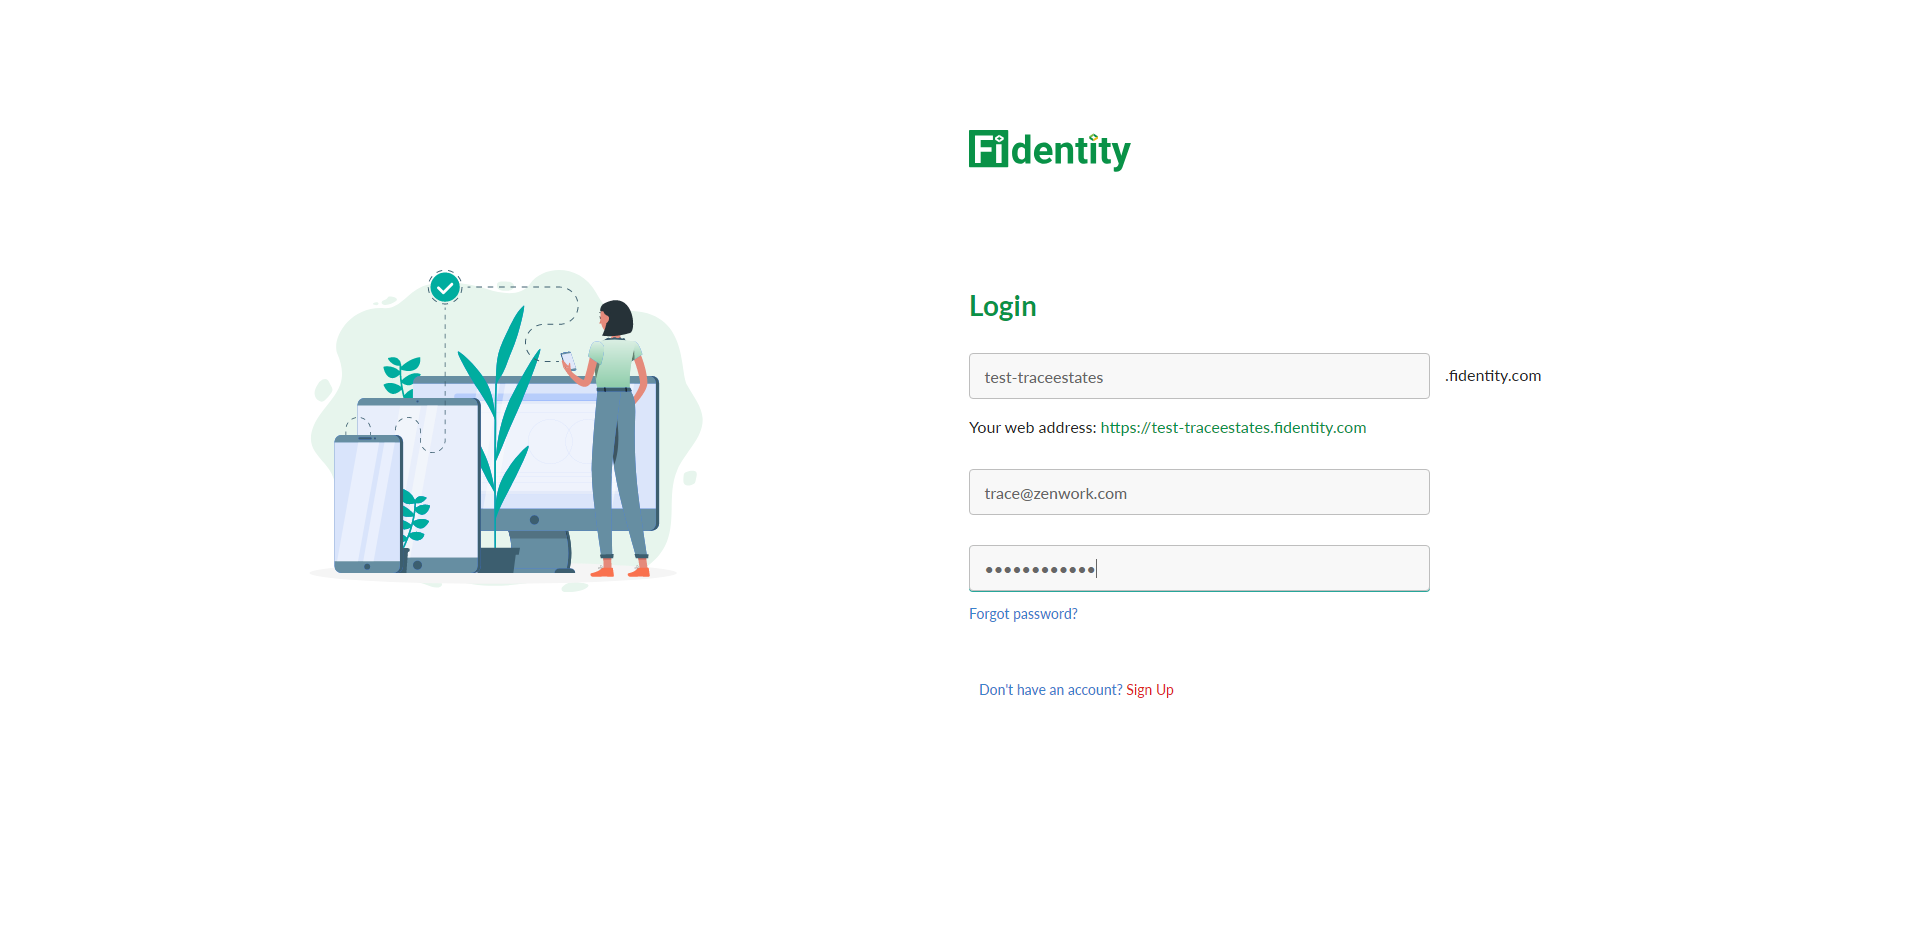 Fidentity
Login
test-traceestates
.fidentity.com
Your web address: https://test-traceestates.fidentity.com
trace@zenwork.com
●●●●●●●●●●●●
Forgot password?
Don't have an account? Sign Up